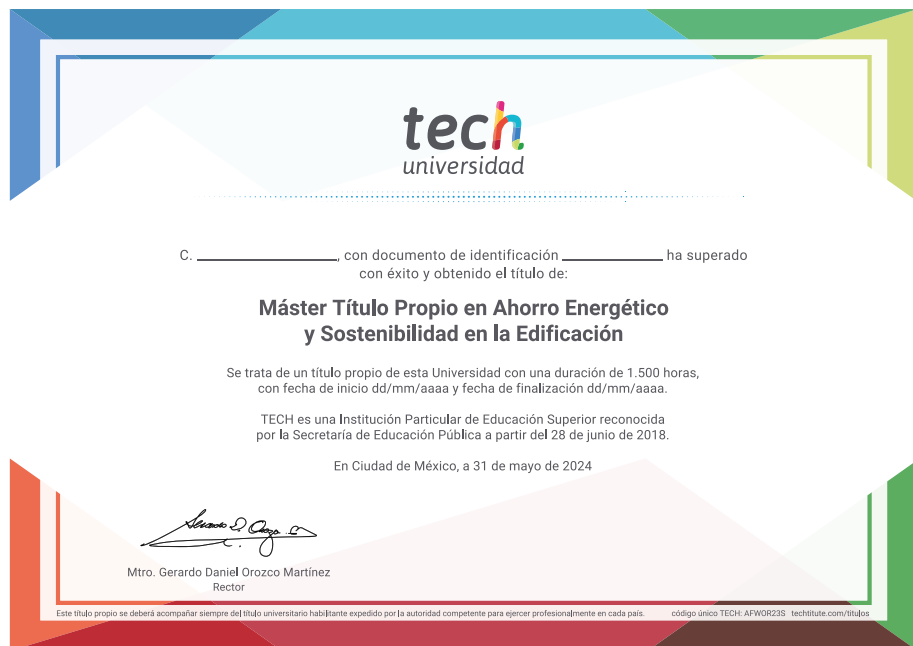 tech
universidad
C. ____________________, con documento de identificación ______________ ha superado
con éxito y obtenido el título de:
Máster Título Propio en Ahorro Energético
y Sostenibilidad en la Edificación
Se trata de un título propio de esta Universidad con una duración de 1.500 horas,
con fecha de inicio dd/mm/aaaa y fecha de finalización dd/mm/aaaa.
TECH es una Institución Particular de Educación Superior reconocida
por la Secretaría de Educación Pública a partir del 28 de junio de 2018.
En Ciudad de México, a 31 de mayo de 2024
Mtro. Gerardo Daniel Orozco Martínez
Rector
Este título propio se deberá acompañar siempre del título universitario habilitante expedido por la autoridad competente para ejercer profesionalmente en cada país. código único TECH: AFWOR23S techtitute.com/titulos